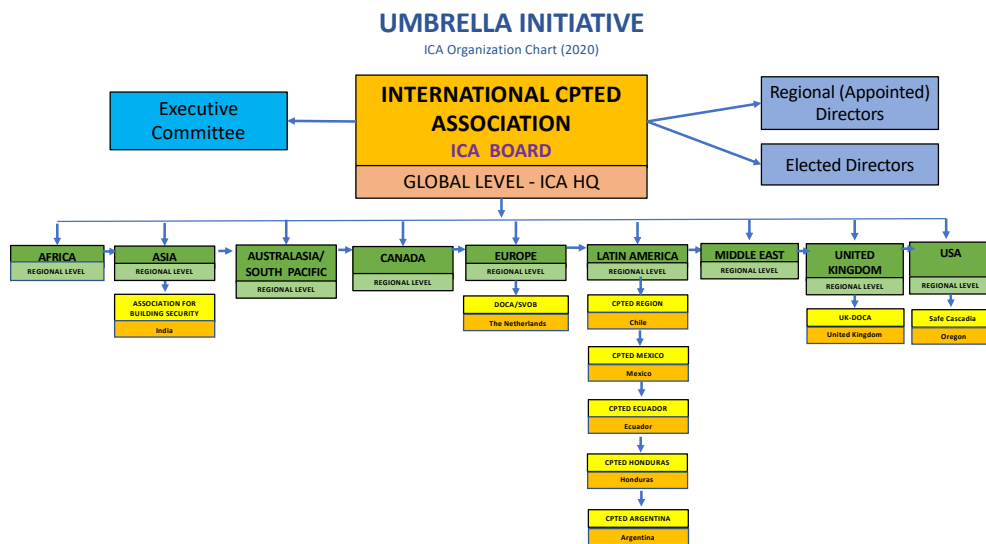 UMBRELLA INITIATIVE
ICA Organization Chart (2020)
Executive
Committee
INTERNATIONAL CPTED
ASSOCIATION
ICA BOARD
GLOBAL LEVEL - ICA HQ
Regional (Appointed)
Directors
Elected Directors
AFRICA
REGIONAL LEVEL
ASIA
REGIONAL LEVEL
ASSOCIATION FOR
BUILDING SECURITY
India
AUSTRALASIA/
SOUTH PACIFIC
REGIONAL LEVEL
CANADA
REGIONAL LEVEL
EUROPE
REGIONAL LEVEL
DOCA/SVOB
The Netherlands
LATIN AMERICA
REGIONAL LEVEL
CPTED REGION
Chile
CPTED MEXICO
Mexico
CPTED ECUADOR
Ecuador
CPTED HONDURAS
Honduras
CPTED ARGENTINA
Argentina
MIDDLE EAST
REGIONAL LEVEL
UNITED
KINGDOM
REGIONAL LEVEL
UK-DOCA
United Kingdom
USA
REGIONAL LEVEL
Safe Cascadia
Oregon